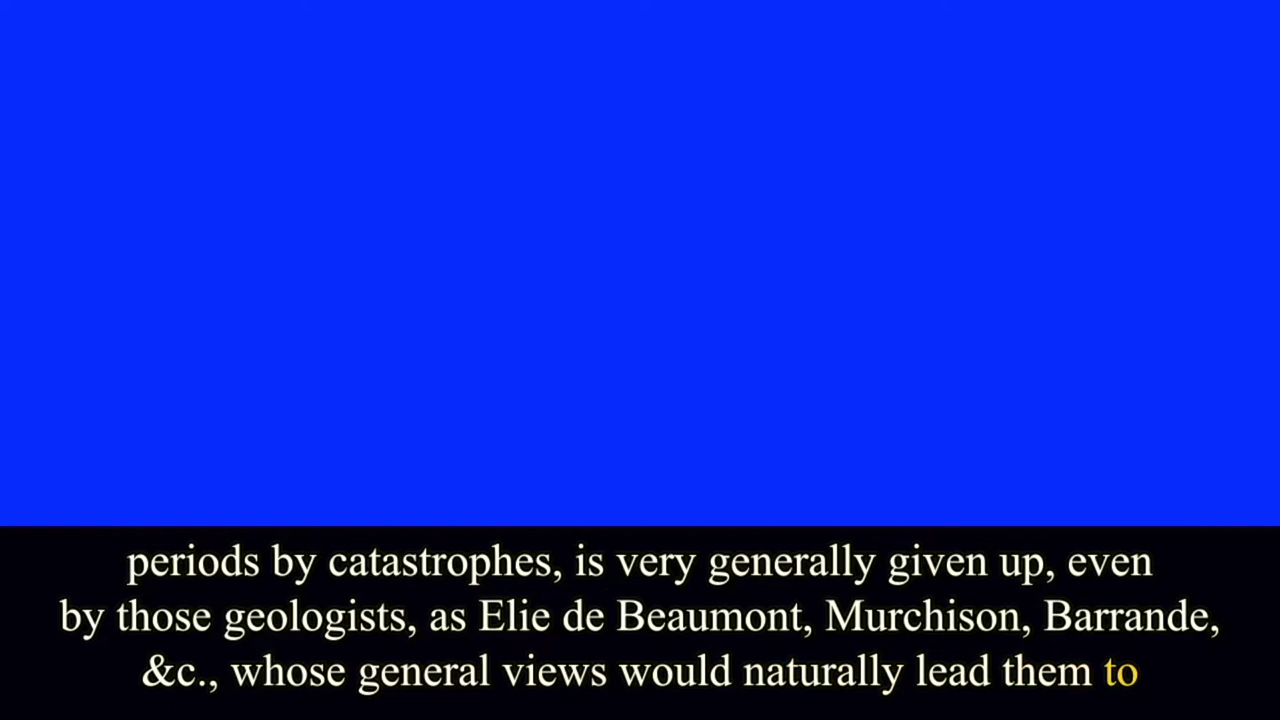 periods by catastrophes, is very generally given up, even
by those geologists, as Elie de Beaumont, Murchison, Barrande,
&c., whose general views would naturally lead them to